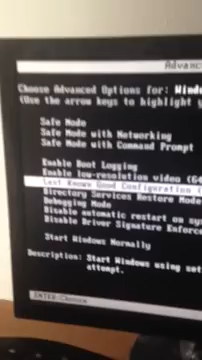 Advanc
Choose Advanced Options for: Wind
(Use the arrow keys to highlight y
Safe Mode
Safe Mode with Networking
Safe Mode with Command Prompt
Enable Boot Logging
Enable low-resolution video (64
Last Known Good Configuration (
Directory Services Restore Mode
Debugging Mode
Disable automatic restart on sys
Disable Driver Signature Enforce
Start Windows Normally
Description: Start Windows using set
attempt.
ENTER=Choose